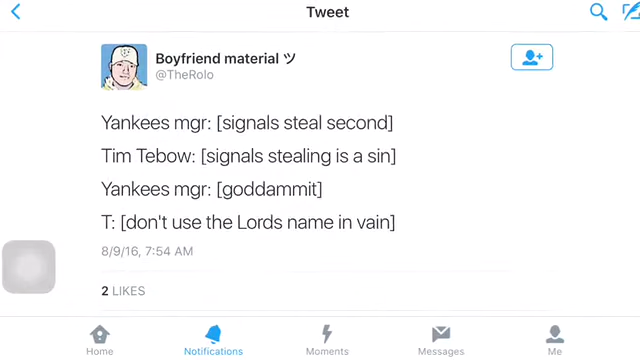 Tweet
Boyfriend material ツ
@TheRolo
Yankees mgr: [signals steal second]
Tim Tebow: [signals stealing is a sin]
Yankees mgr: [goddammit]
T: [don't use the Lords name in vain]
8/9/16, 7:54 AM
2 LIKES
Home Notifications Moments Messages Me